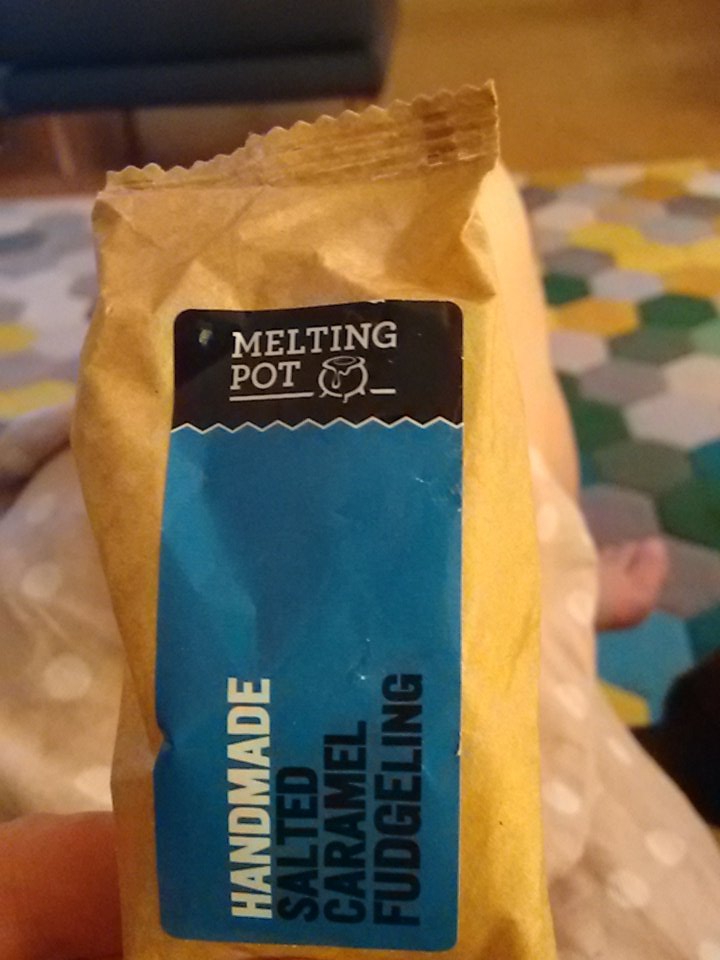 MELTING
POT
HANDMADE
SALTED
CARAMEL
FUDGELING